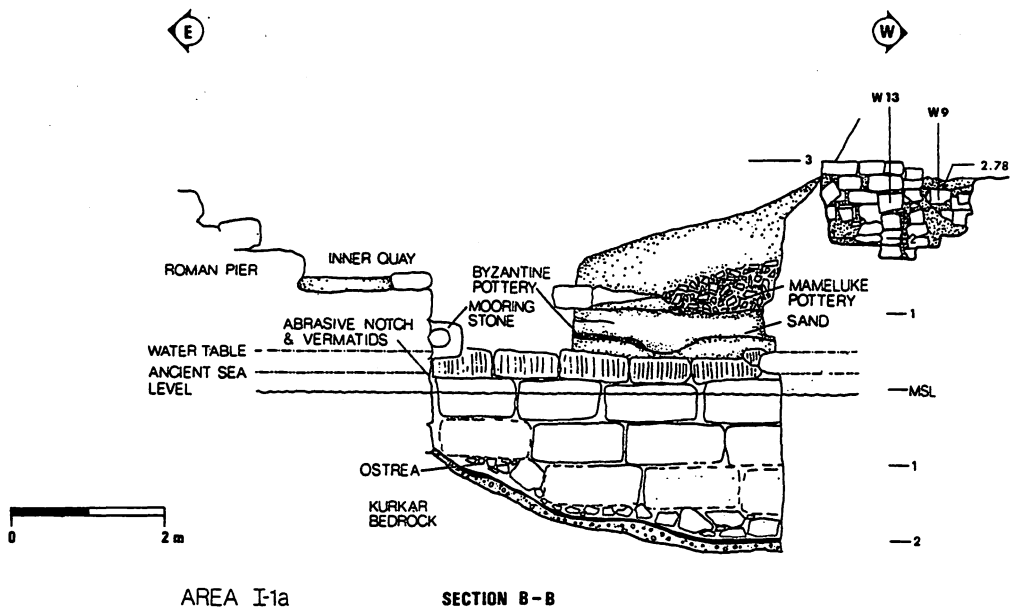 E
W
W13
W9
3
2.78
ROMAN PIER
INNER QUAY
BYZANTINE
POTTERY
MAMELUKE
POTTERY
MOORING
STONE
1
SAND
ABRASIVE NOTCH
& VERMATIDS
WATER TABLE
ANCIENT SEA
LEVEL
MSL
OSTREA
1
KURKAR
BEDROCK
0
2m
2
AREA I-1a
SECTION B-B